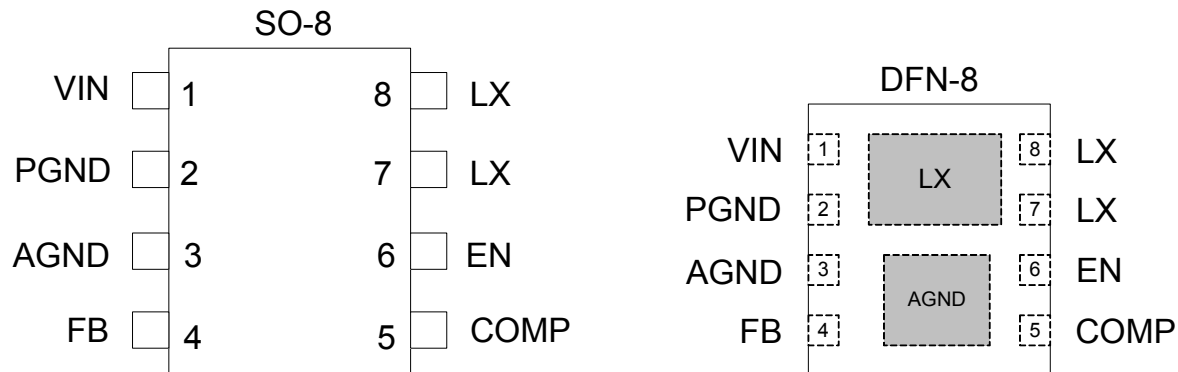 SO-8
VIN 1 8 LX
PGND 2 7 LX
AGND 3 6 EN
FB 4 5 COMP
DFN-8
VIN 1 8 LX
LX
PGND 2 7 LX
AGND 3 6 EN
AGND
FB 4 5 COMP